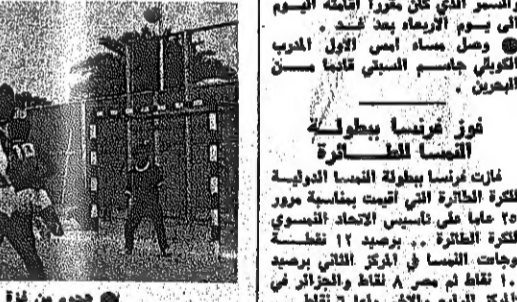 والسمر الذي كان مقررا اقامته اليوم
الى يوم الاربعاء بعد غد .
وصل مساء امس الاول المدرب
الكويتي جاسم السبتي قادما من
البحرين .
فوز فرنسا ببطولة
النمسا للطائرة
فازت فرنسا ببطولة النمسا الدولية
للكرة الطائرة التي اقيمت بمناسبة مرور
٢٥ عاما على تأسيس الاتحاد النمسوي
للكرة الطائرة .. برصيد ١٢ نقطة
وجاءت النمسا في المركز الثاني برصيد
١٠ نقاط ثم مصر ٨ نقاط والجزائر في
هجوم من غزة
10